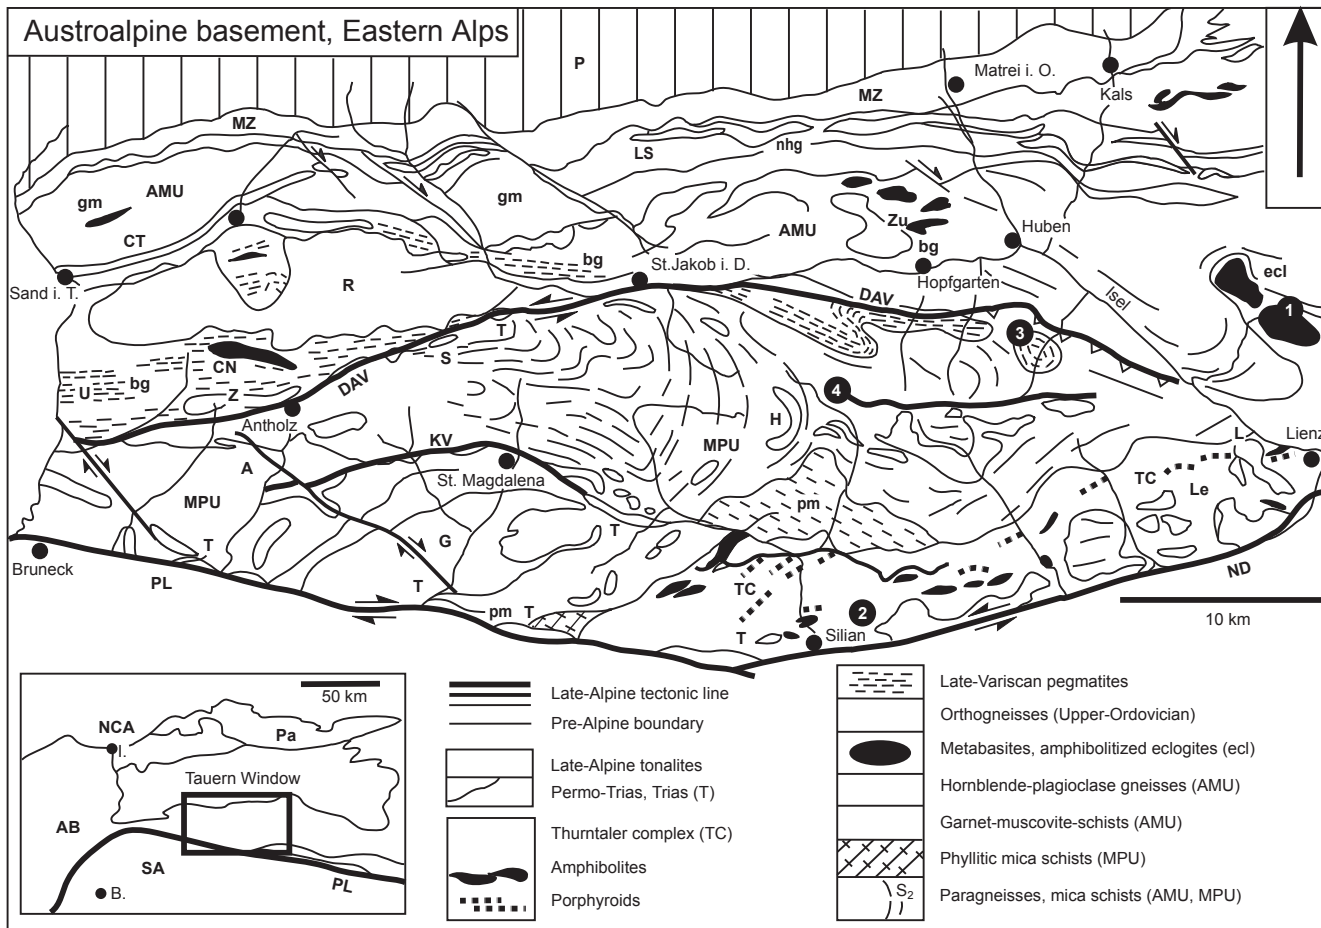 Austroalpine basement, Eastern Alps
P
Matrei i. O.
Kals
MZ
MZ
LS
nhg
gm
AMU
gm
CT
AMU
Zu
bg
Huben
ecl
Sand i. T.
R
bg
St.Jakob i. D.
DAV
Hopfgarten
Isel
1
T
3
S
CN
U
bg
Z
DAV
4
Antholz
H
KV
MPU
A
St. Magdalena
L
Lienz
TC
Le
MPU
pm
T
G
T
Bruneck
PL
T
TC
ND
pm
T
2
T
Silian
10 km
50 km
NCA
I.
Pa
Tauern Window
AB
SA
PL
B.
Late-Alpine tectonic line
Pre-Alpine boundary
Late-Alpine tonalites
Permo-Trias, Trias (T)
Thurntaler complex (TC)
Amphibolites
Porphyroids
Late-Variscan pegmatites
Orthogneisses (Upper-Ordovician)
Metabasites, amphibolitized eclogites (ecl)
Hornblende-plagioclase gneisses (AMU)
Garnet-muscovite-schists (AMU)
Phyllitic mica schists (MPU)
S2
Paragneisses, mica schists (AMU, MPU)